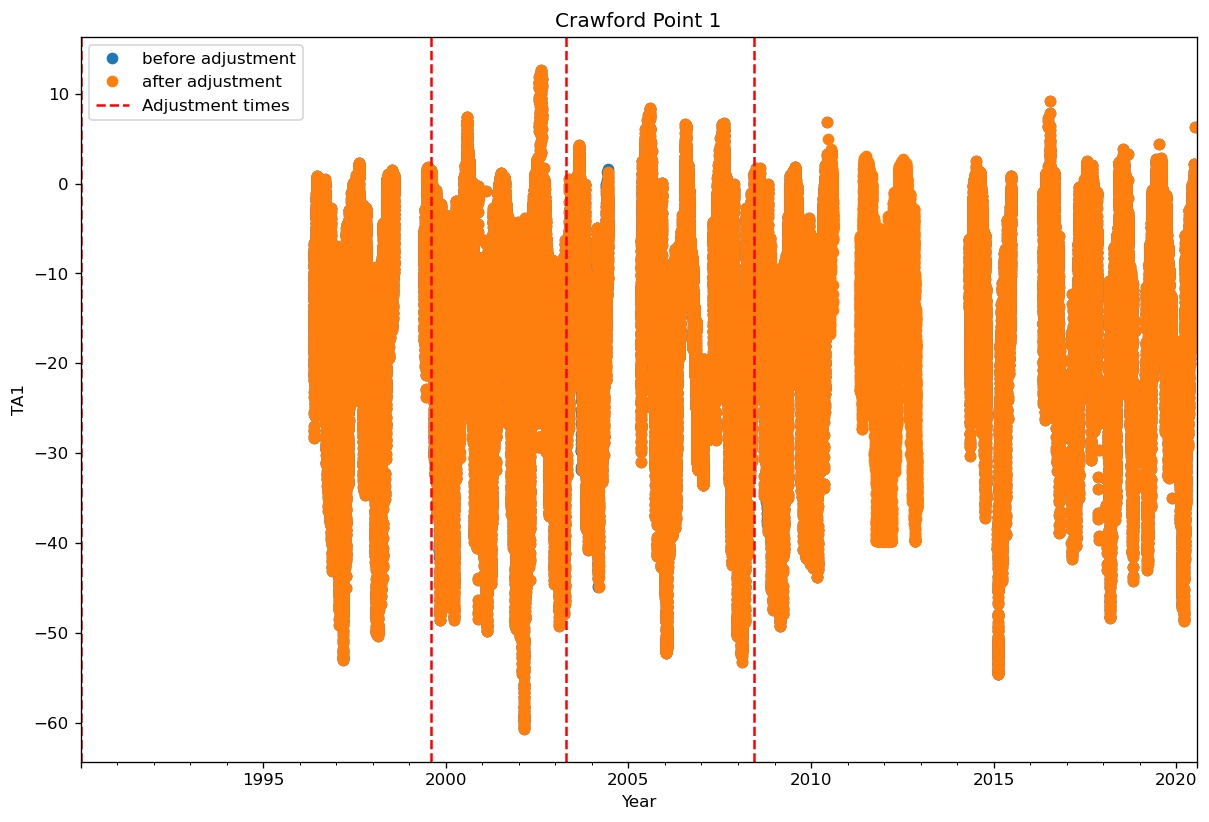 Crawford Point 1
before adjustment
after adjustment
Adjustment times
TA1
10
0
−10
−20
−30
−40
−50
−60
1995
2000
2005
2010
2015
2020
Year